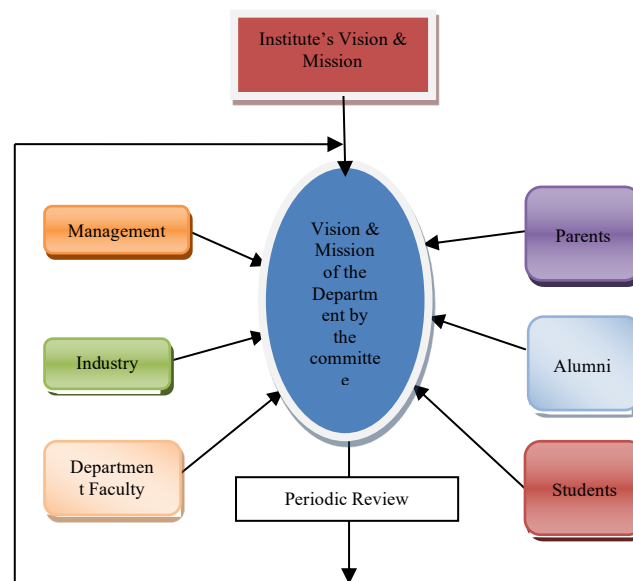 Institute’s Vision &
Mission
Management
Vision &
Mission
of the
Departm
ent by
the
committe
e
Parents
Industry
Alumni
Departmen
t Faculty
Students
Periodic Review